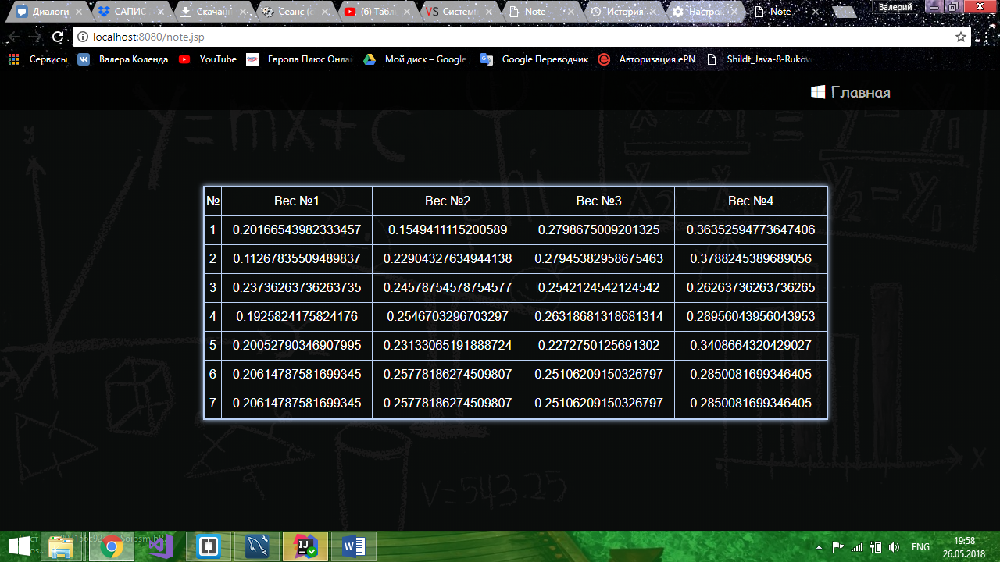 Диалоги САПИС Скачан Сеанс (с (6) Табл Систем Note История Настро Note Валерий
localhost:8080/note.jsp
Сервисы Валера Коленда YouTube Европа Плюс Онла Мой диск – Google Google Переводчик Авторизация ePN Shildt_Java-8-Rukov
Главная
№ Вес №1 Вес №2 Вес №3 Вес №4
1 0.20166543982333457 0.1549411115200589 0.2798675009201325 0.36352594773647406
2 0.11267835509489837 0.22904327634944138 0.27945382958675463 0.3788245389689056
3 0.23736263736263735 0.24578754578754577 0.2542124542124542 0.26263736263736265
4 0.1925824175824176 0.2546703296703297 0.26318681318681314 0.28956043956043953
5 0.20052790346907995 0.23133065191888724 0.2272750125691302 0.3408664320429027
6 0.20614787581699345 0.25778186274509807 0.25106209150326797 0.2850081699346405
7 0.20614787581699345 0.25778186274509807 0.25106209150326797 0.2850081699346405
y = mx + c
V=543.25
ENG 19:58
26.05.2018